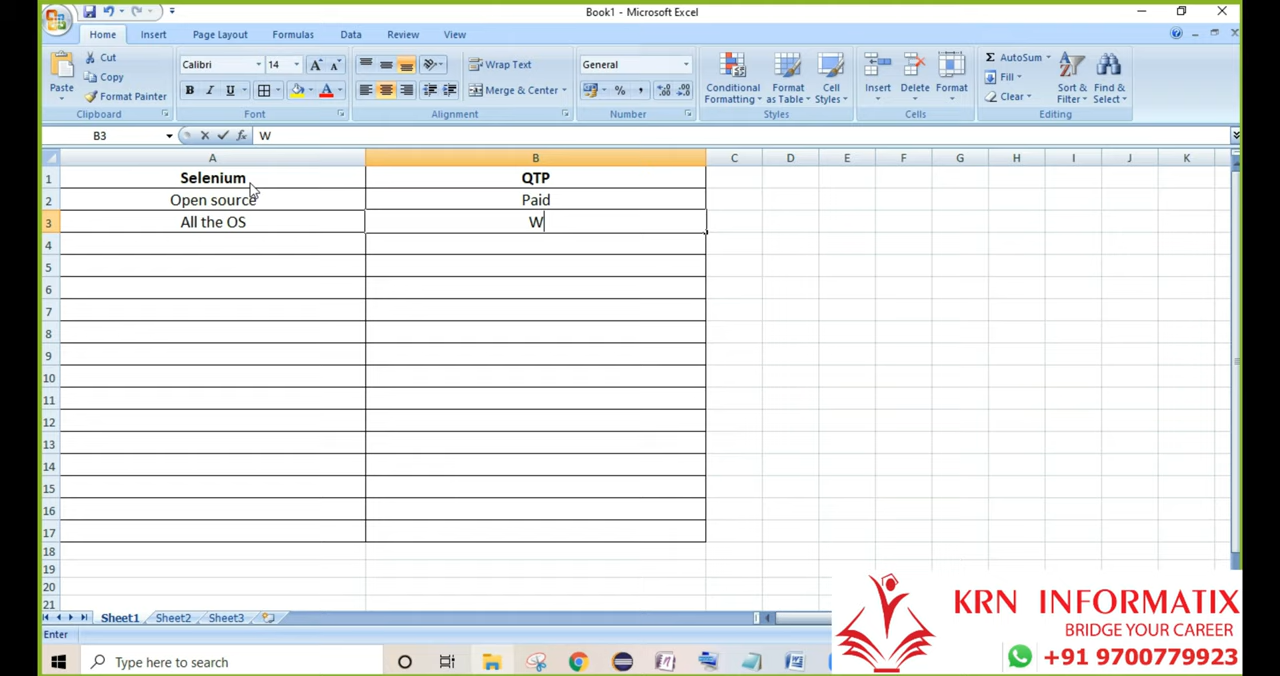 Book1 - Microsoft Excel
Home Insert Page Layout Formulas Data Review View
Paste
Cut
Copy
Format Painter
Clipboard
Calibri 14
B I U
Font
Wrap Text
Merge & Center
Alignment
General
Number
Conditional Formatting
Format as Table
Cell Styles
Styles
Insert Delete Format
Cells
AutoSum
Fill
Clear
Sort & Filter
Find & Select
Editing
B3 fx W
A B C D E F G H I J K
1 Selenium QTP
2 Open source Paid
3 All the OS W
4
5
6
7
8
9
10
11
12
13
14
15
16
17
18
19
20
21
Sheet1 Sheet2 Sheet3
Enter
Type here to search
KRN INFORMATIX
BRIDGE YOUR CAREER
+91 9700779923